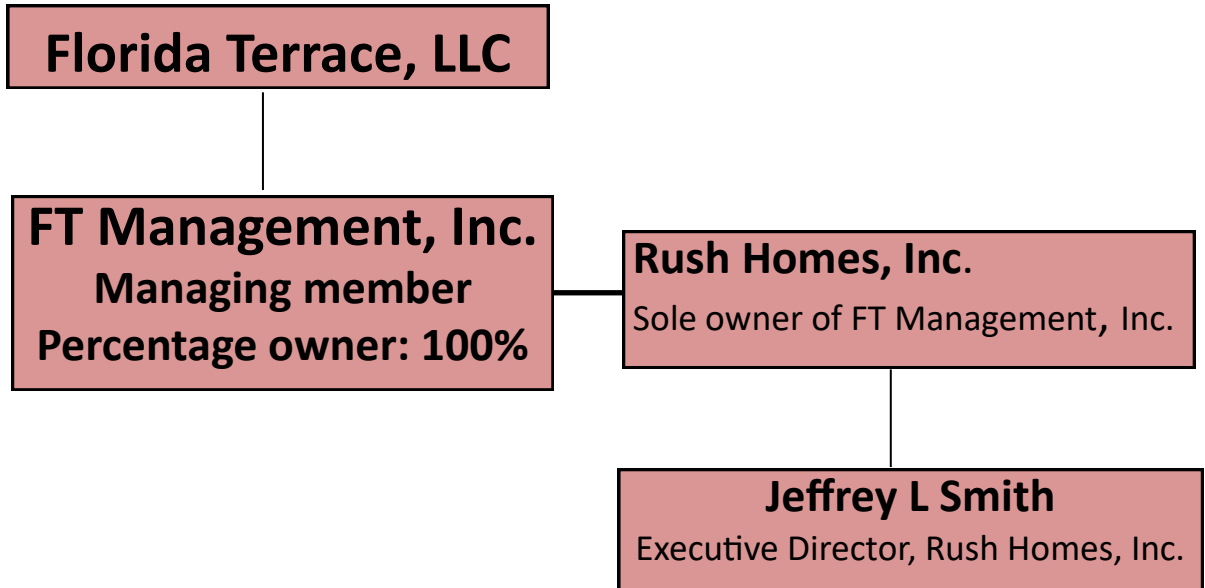 Florida Terrace, LLC
FT Management, Inc.
Managing member
Percentage owner: 100%
Rush Homes, Inc.
Sole owner of FT Management, Inc.
Jeffrey L Smith
Executive Director, Rush Homes, Inc.